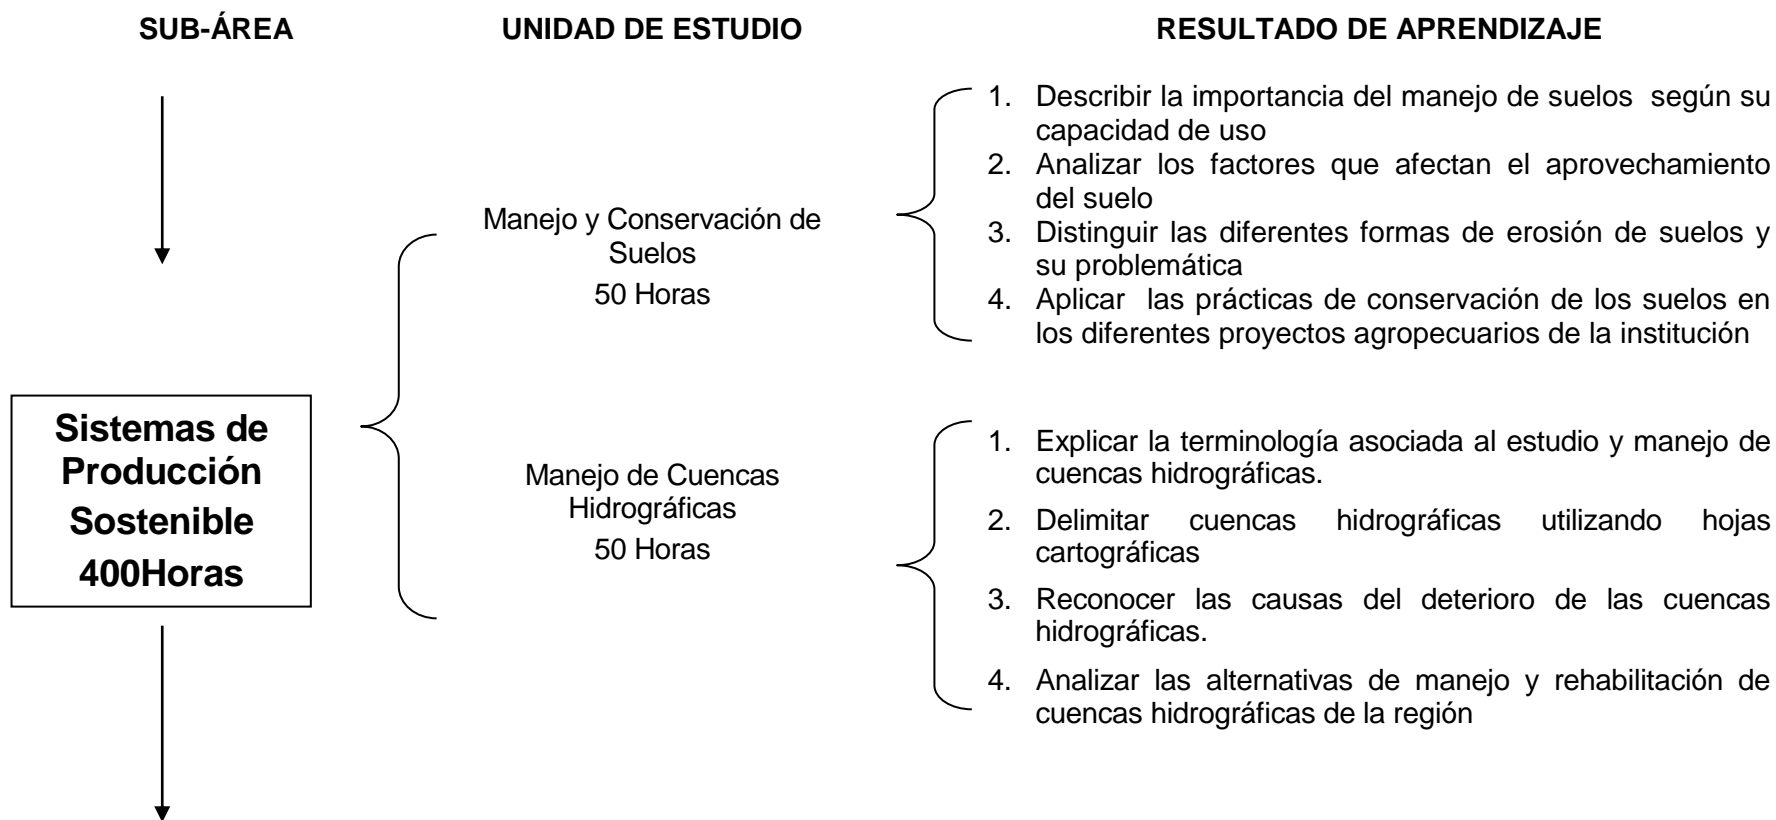 SUB-ÁREA UNIDAD DE ESTUDIO RESULTADO DE APRENDIZAJE
Sistemas de
Producción
Sostenible
400Horas
Manejo y Conservación de
Suelos
50 Horas
1. Describir la importancia del manejo de suelos según su
capacidad de uso
2. Analizar los factores que afectan el aprovechamiento
del suelo
3. Distinguir las diferentes formas de erosión de suelos y
su problemática
4. Aplicar las prácticas de conservación de los suelos en
los diferentes proyectos agropecuarios de la institución
Manejo de Cuencas
Hidrográficas
50 Horas
1. Explicar la terminología asociada al estudio y manejo de
cuencas hidrográficas.
2. Delimitar cuencas hidrográficas utilizando hojas
cartográficas
3. Reconocer las causas del deterioro de las cuencas
hidrográficas.
4. Analizar las alternativas de manejo y rehabilitación de
cuencas hidrográficas de la región